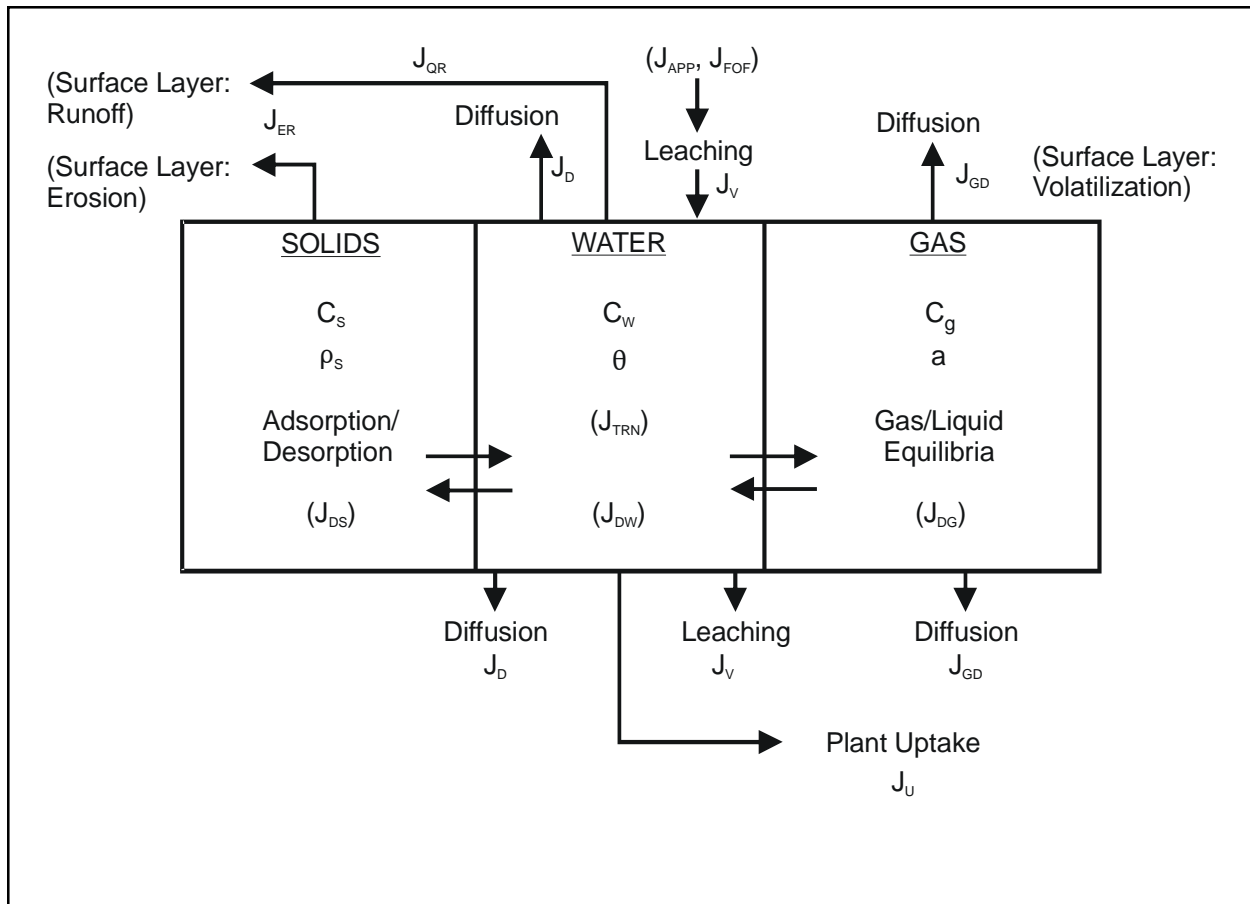 J_QR
(J_APP, J_FOF)
(Surface Layer:
Runoff)
J_ER
Diffusion
Diffusion
Leaching
(Surface Layer:
Erosion)
J_D
J_V
J_GD
(Surface Layer:
Volatilization)
SOLIDS
WATER
GAS
C_S
C_W
C_g
ρ_S
θ
a
Adsorption/
Desorption
(J_TRN)
Gas/Liquid
Equilibria
(J_DS)
(J_DW)
(J_DG)
Diffusion
J_D
Leaching
J_V
Diffusion
J_GD
Plant Uptake
J_U